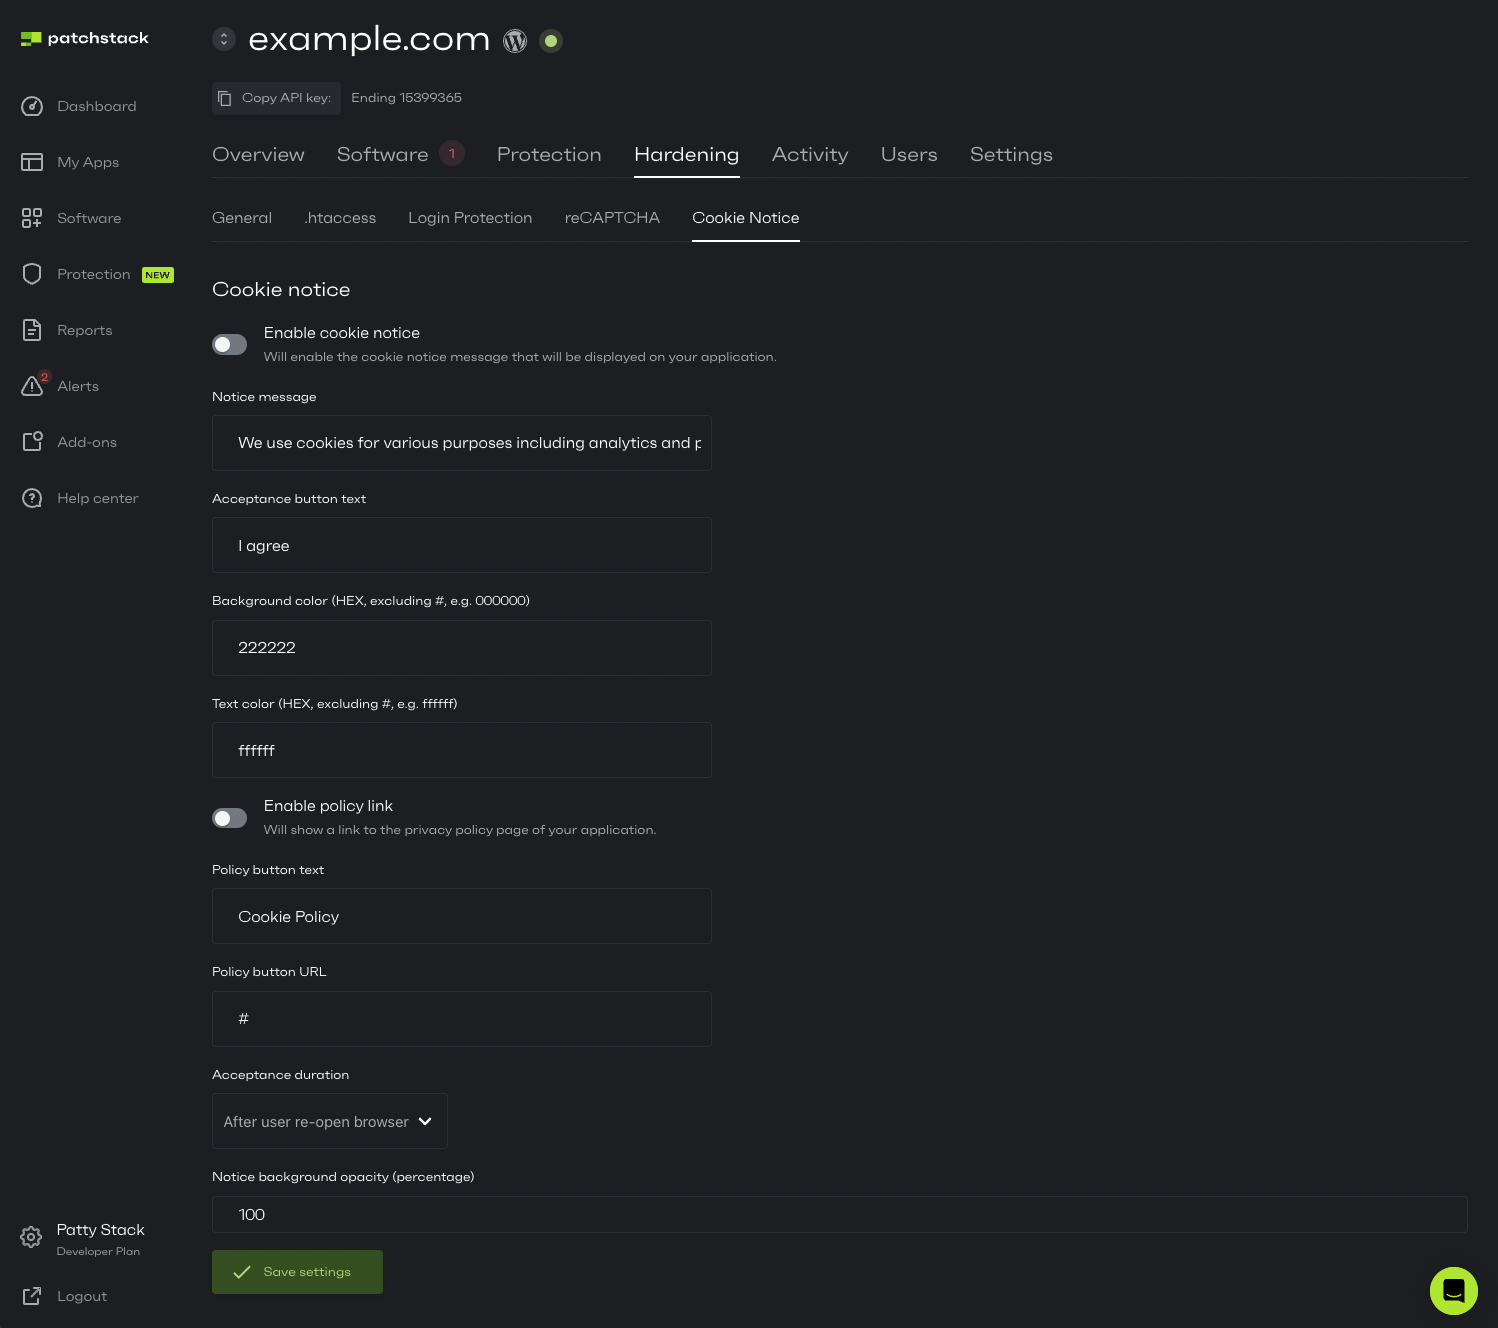 patchstack
Dashboard
My Apps
Software
Protection NEW
Reports
2
Alerts
Add-ons
Help center
Patty Stack
Developer Plan
Logout
example.com
Copy API key: Ending 15399365
Overview Software 1 Protection Hardening Activity Users Settings
General .htaccess Login Protection reCAPTCHA Cookie Notice
Cookie notice
Enable cookie notice
Will enable the cookie notice message that will be displayed on your application.
Notice message
We use cookies for various purposes including analytics and
Acceptance button text
I agree
Background color (HEX, excluding #, e.g. 000000)
222222
Text color (HEX, excluding #, e.g. ffffff)
ffffff
Enable policy link
Will show a link to the privacy policy page of your application.
Policy button text
Cookie Policy
Policy button URL
#
Acceptance duration
After user re-open browser
Notice background opacity (percentage)
100
Save settings